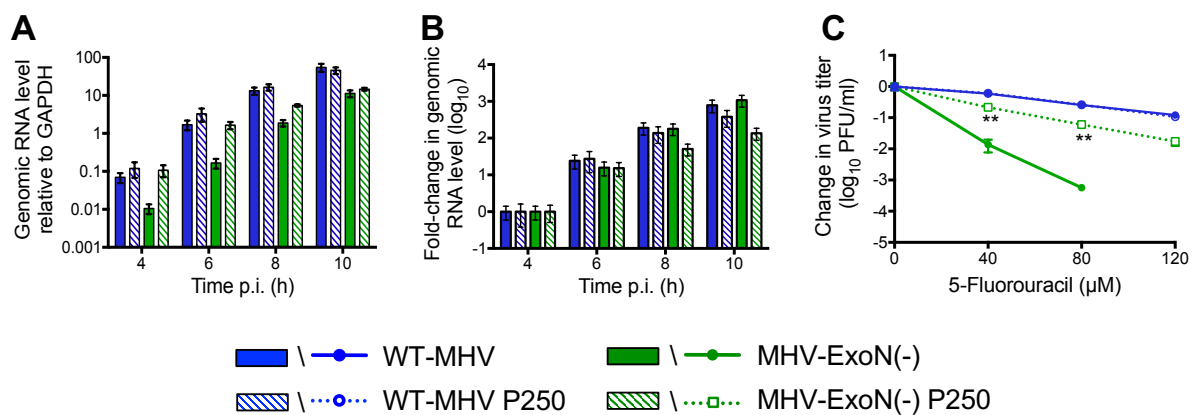 A
Genomic RNA level
relative to GAPDH
100
10
1
0.1
0.01
0.001
4
6
8
10
Time p.i. (h)
B
Fold-change in genomic
RNA level (log10)
4
3
2
1
0
-1
4
6
8
10
Time p.i. (h)
C
Change in virus titer
(log10 PFU/ml)
1
0
-1
-2
-3
-4
-5
**
**
0
40
80
120
5-Fluorouracil (µM)
\ WT-MHV
\ MHV-ExoN(-)
\ WT-MHV P250
\ MHV-ExoN(-) P250